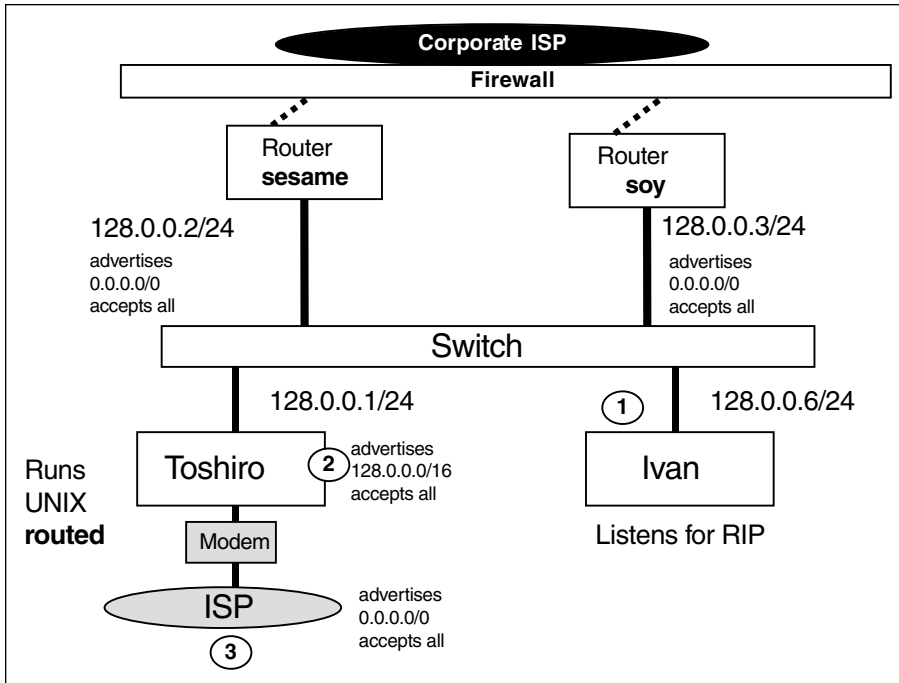 Corporate ISP
Firewall
Router
sesame
Router
soy
128.0.0.2/24
advertises
0.0.0.0/0
accepts all
128.0.0.3/24
advertises
0.0.0.0/0
accepts all
Switch
128.0.0.1/24
1
128.0.0.6/24
Runs
UNIX
routed
Toshiro
2
advertises
128.0.0.0/16
accepts all
Ivan
Listens for RIP
Modem
ISP
advertises
0.0.0.0/0
accepts all
3